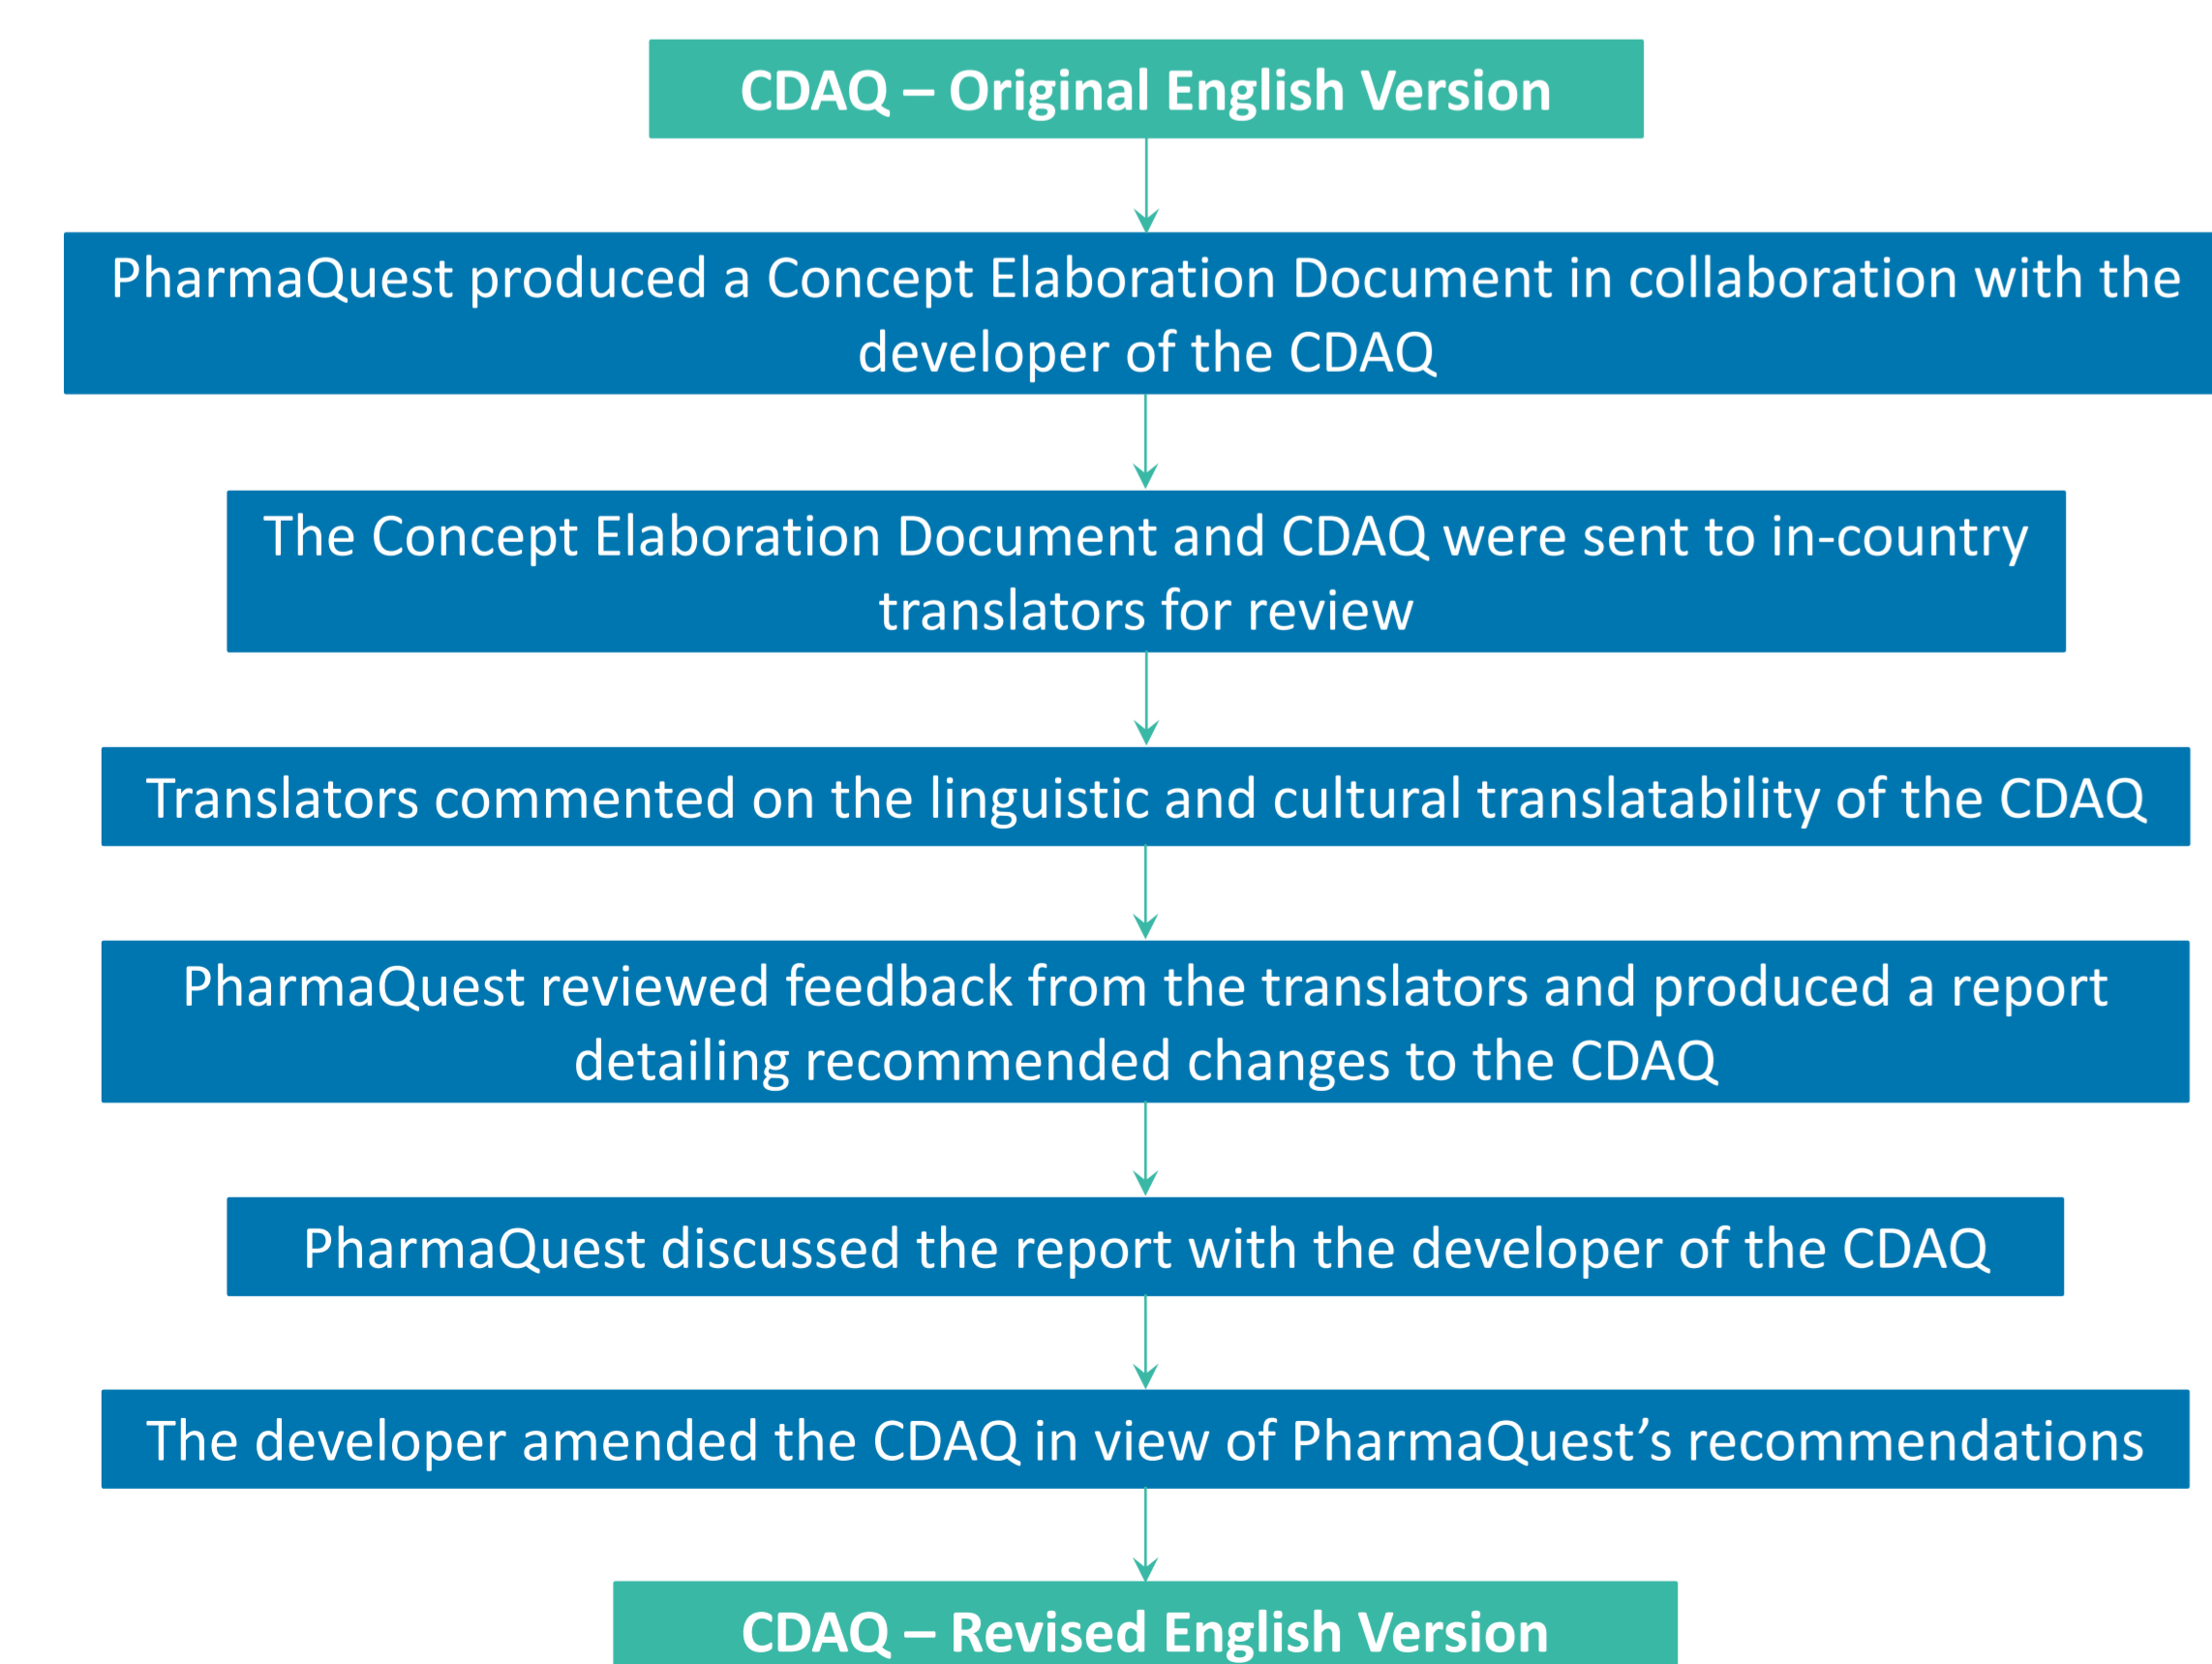 CDAQ – Original English Version
PharmaQuest produced a Concept Elaboration Document in collaboration with the
developer of the CDAQ
The Concept Elaboration Document and CDAQ were sent to in-country
translators for review
Translators commented on the linguistic and cultural translatability of the CDAQ
PharmaQuest reviewed feedback from the translators and produced a report
detailing recommended changes to the CDAQ
PharmaQuest discussed the report with the developer of the CDAQ
The developer amended the CDAQ in view of PharmaQuest’s recommendations
CDAQ – Revised English Version